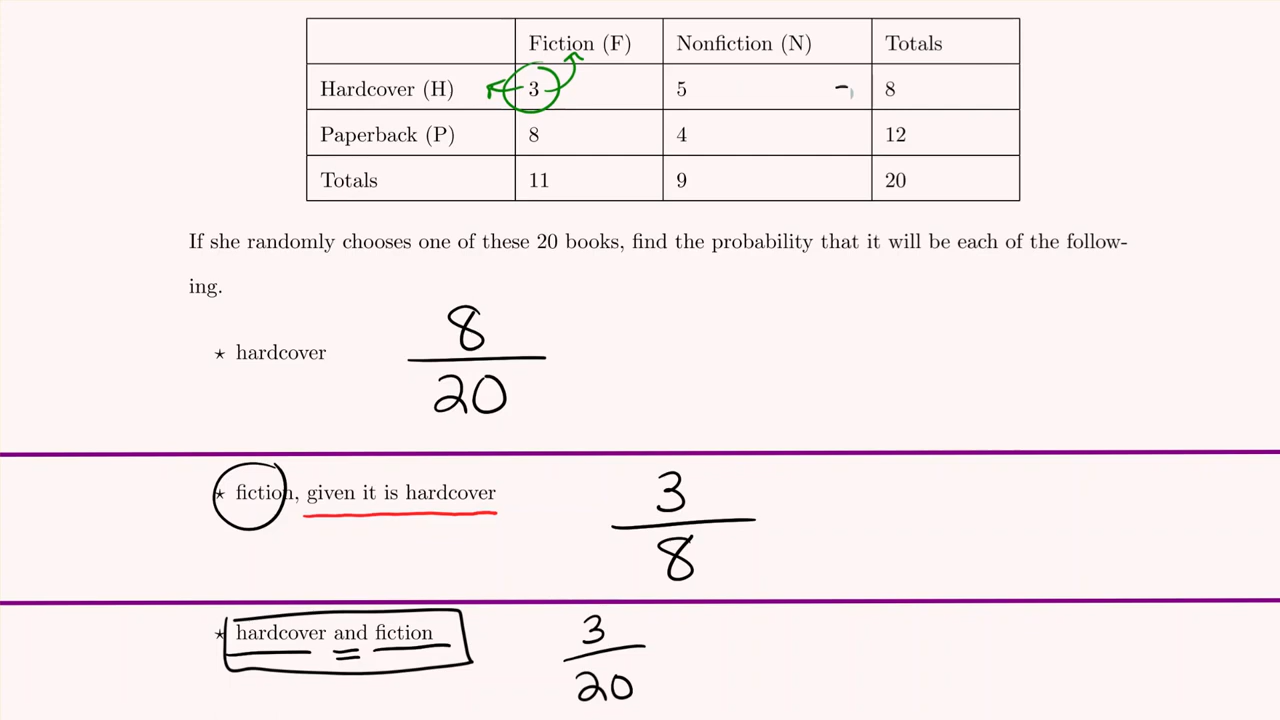 Fiction (F) Nonfiction (N) Totals
Hardcover (H) 3 5 8
Paperback (P) 8 4 12
Totals 11 9 20
If she randomly chooses one of these 20 books, find the probability that it will be each of the follow-
ing.
⋆ hardcover
8
20
⋆ fiction, given it is hardcover
3
8
⋆ hardcover and fiction
3
20